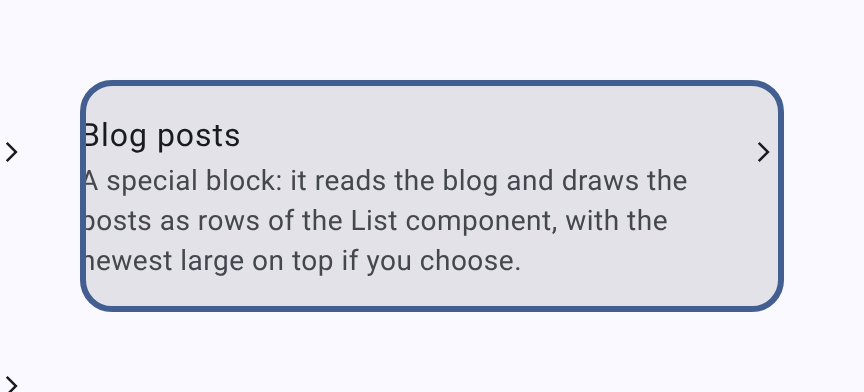 Blog posts
A special block: it reads the blog and draws the
posts as rows of the List component, with the
newest large on top if you choose.